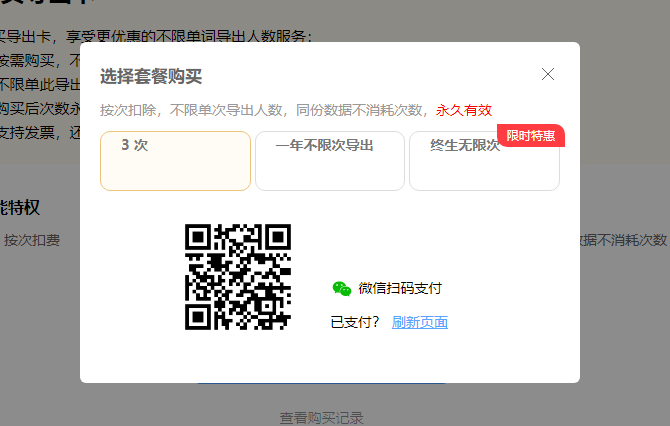 买导出卡，享受更优惠的不限单词导出人数服务：
按需购买，不
不限单此导出
购买后次数永
支持发票，还
选择套餐购买
按次扣除，不限单次导出人数，同份数据不消耗次数，永久有效
限时特惠
3 次
一年不限次导出
终生无限次
能特权
按次扣费
数据不消耗次数
微信扫码支付
已支付？ 刷新页面
查看购买记录